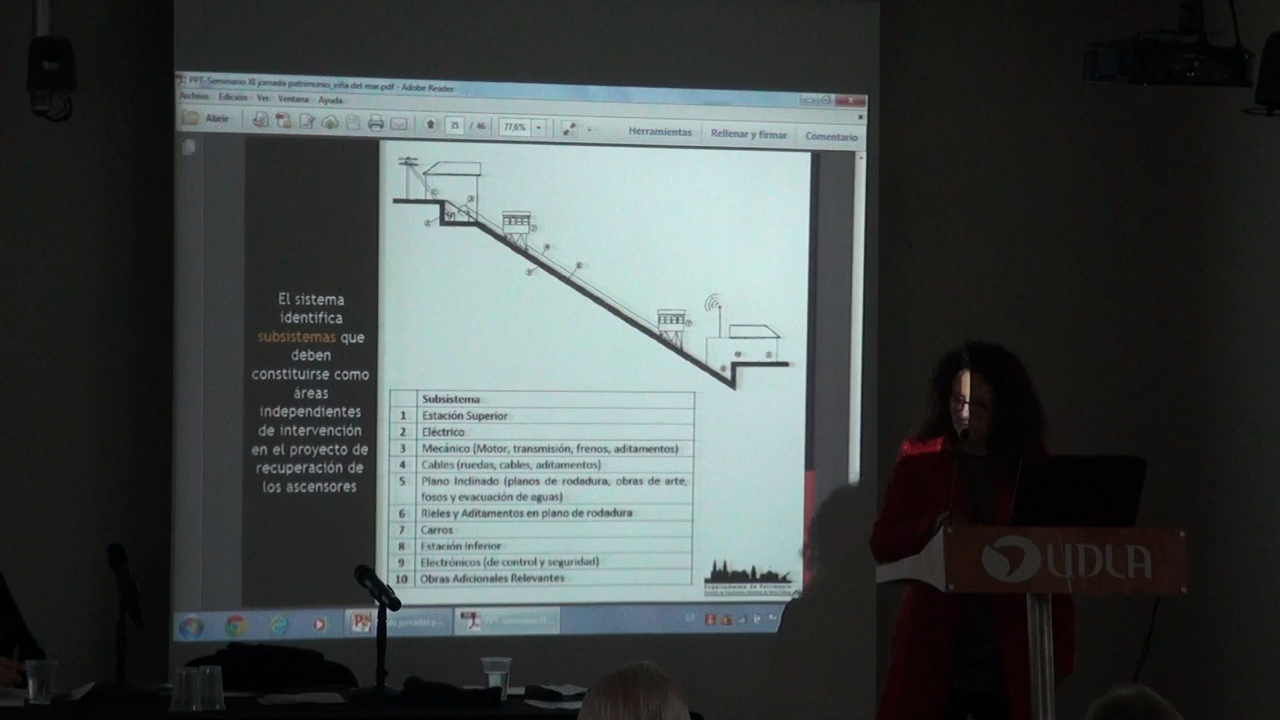 PPT-Seminario XI jornada patrimonio_viña del mar.pdf - Adobe Reader
Archivo Edición Ver Ventana Ayuda
Abrir 35 / 46 77,6% Herramientas Rellenar y firmar Comentario
El sistema
identifica
subsistemas que
deben
constituirse como
áreas
independientes
de intervención
en el proyecto de
recuperación de
los ascensores
Subsistema
1 Estación Superior
2 Eléctrico
3 Mecánico (Motor, transmisión, frenos, aditamentos)
4 Cables (ruedas, cables, aditamentos)
5 Plano Inclinado (planos de rodadura, obras de arte,
fosos y evacuación de aguas)
6 Rieles y Aditamentos en plano de rodadura
7 Carros
8 Estación Inferior
9 Electrónicos (de control y seguridad)
10 Obras Adicionales Relevantes
Departamento de Patrimonio
UDLA